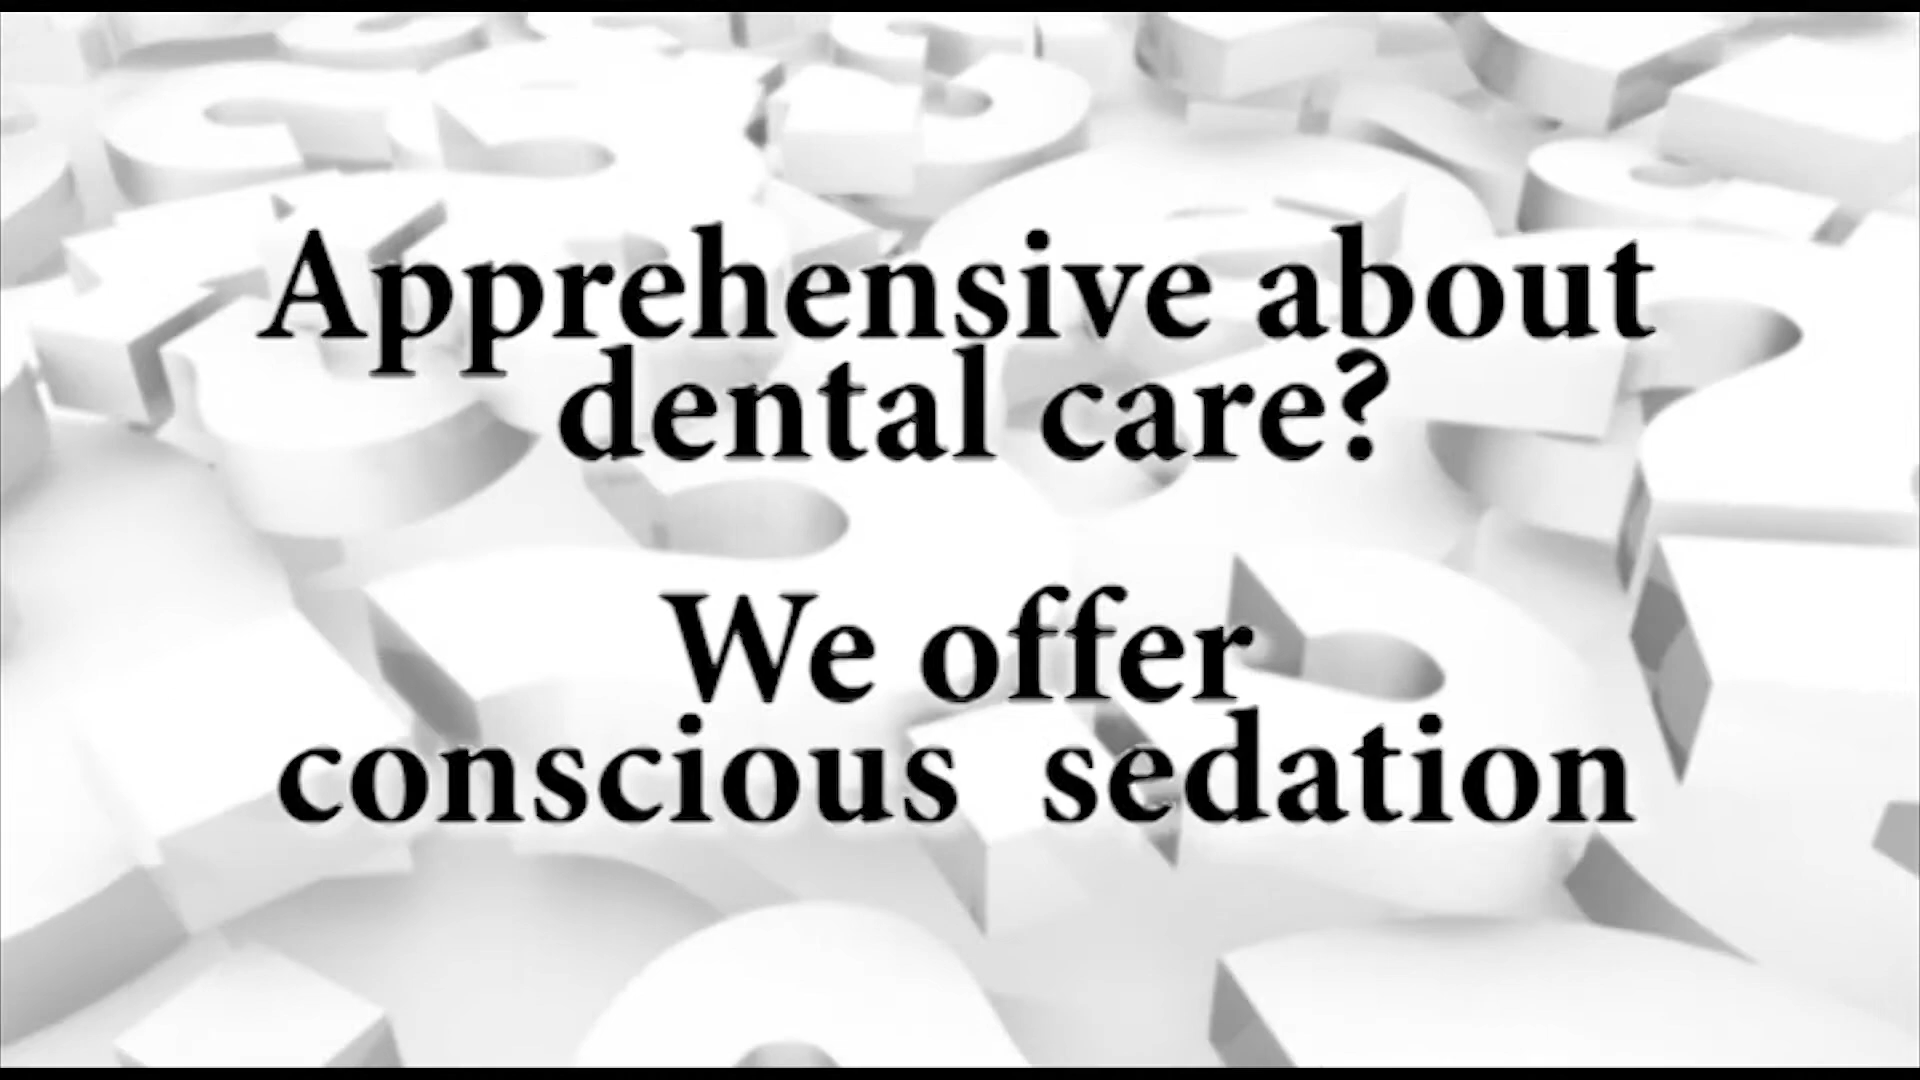 Apprehensive about
dental care?
We offer
conscious  sedation